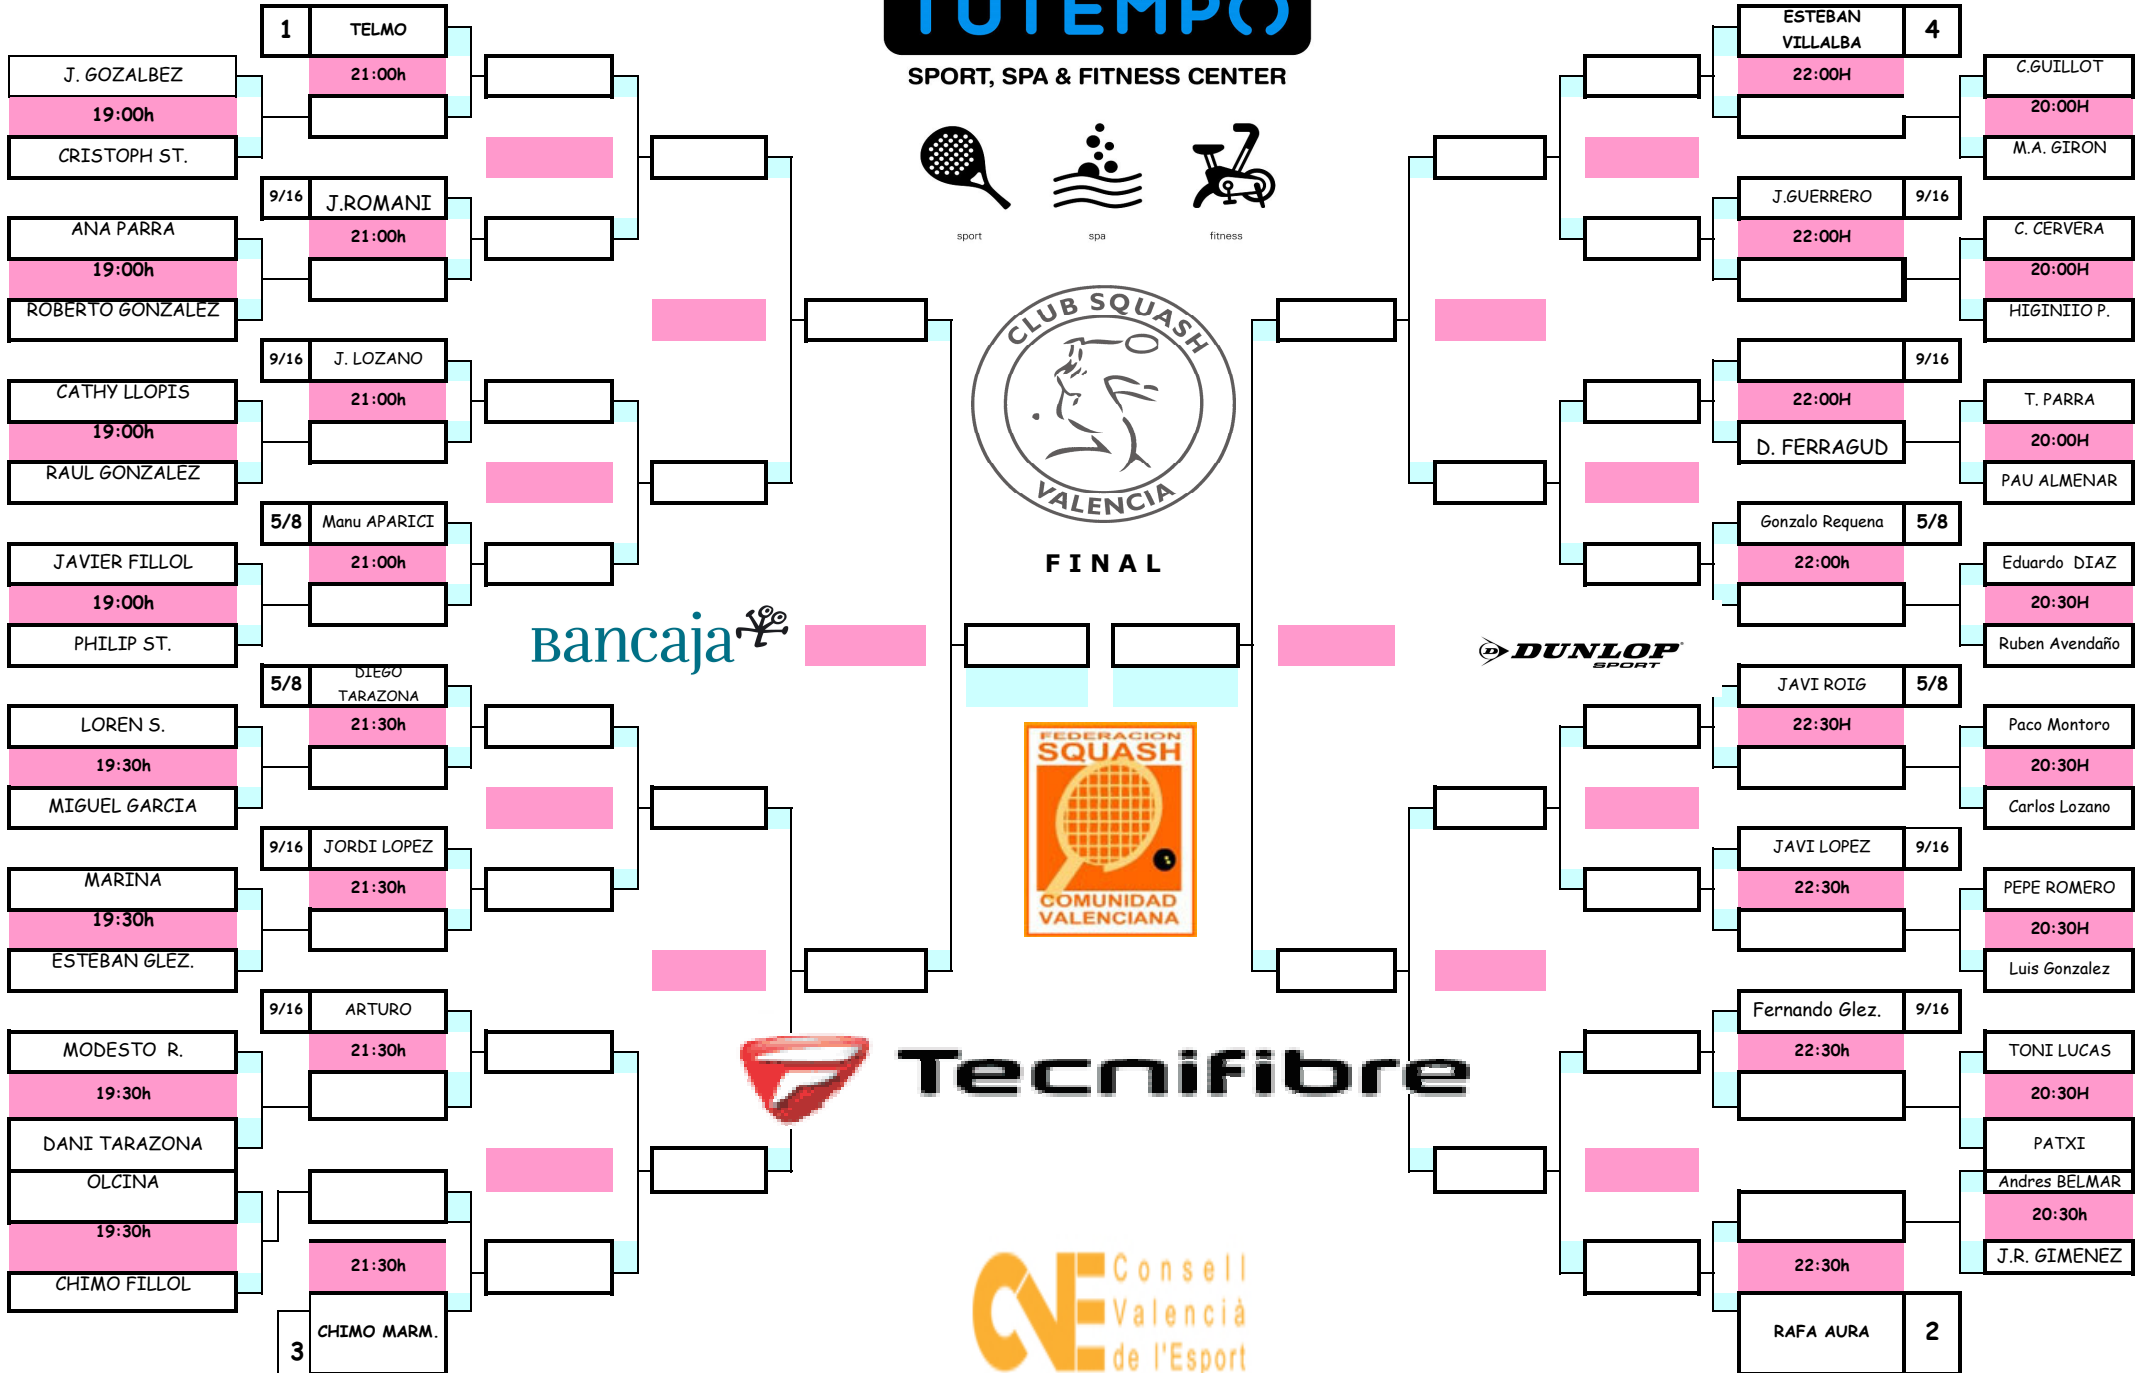 1
TELMO
21:00h
J. GOZALBEZ
19:00h
CRISTOPH ST.
9/16
J.ROMANI
21:00h
ANA PARRA
19:00h
ROBERTO GONZALEZ
9/16
J. LOZANO
21:00h
CATHY LLOPIS
19:00h
RAUL GONZALEZ
5/8
Manu APARICI
21:00h
JAVIER FILLOL
19:00h
PHILIP ST.
5/8
DIEGO
TARAZONA
21:30h
LOREN S.
19:30h
MIGUEL GARCIA
9/16
JORDI LOPEZ
21:30h
MARINA
19:30h
ESTEBAN GLEZ.
9/16
ARTURO
21:30h
MODESTO R.
19:30h
DANI TARAZONA
OLCINA
19:30h
CHIMO FILLOL
21:30h
CHIMO MARM.
3
TUTEMPO
SPORT, SPA & FITNESS CENTER
sport
spa
fitness
CLUB SQUASH
VALENCIA
FINAL
Bancaja
DUNLOP
SPORT
FEDERACION
SQUASH
COMUNIDAD
VALENCIANA
Tecnifibre
CVE
Consell
Valencià
de l'Esport
ESTEBAN
VILLALBA
4
22:00H
C.GUILLOT
20:00H
M.A. GIRON
J.GUERRERO
9/16
22:00H
C. CERVERA
20:00H
HIGINIIO P.
9/16
22:00H
D. FERRAGUD
T. PARRA
20:00H
PAU ALMENAR
Gonzalo Requena
5/8
22:00h
Eduardo DIAZ
20:30H
Ruben Avendaño
JAVI ROIG
5/8
22:30H
Paco Montoro
20:30H
Carlos Lozano
JAVI LOPEZ
9/16
22:30h
PEPE ROMERO
20:30H
Luis Gonzalez
Fernando Glez.
9/16
22:30h
TONI LUCAS
20:30H
PATXI
Andres BELMAR
20:30h
J.R. GIMENEZ
22:30h
RAFA AURA
2